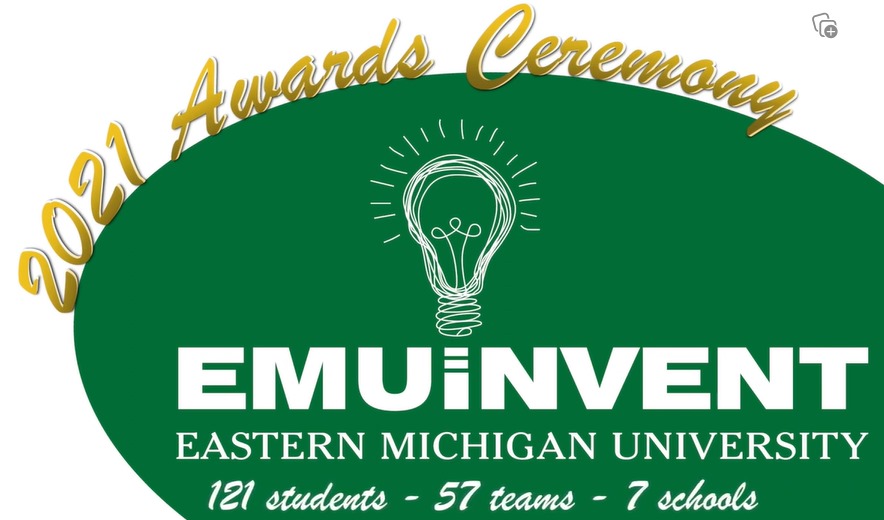 2021 Awards Ceremony
EMUiNVENT
EASTERN MICHIGAN UNIVERSITY
121 students - 57 teams - 7 schools